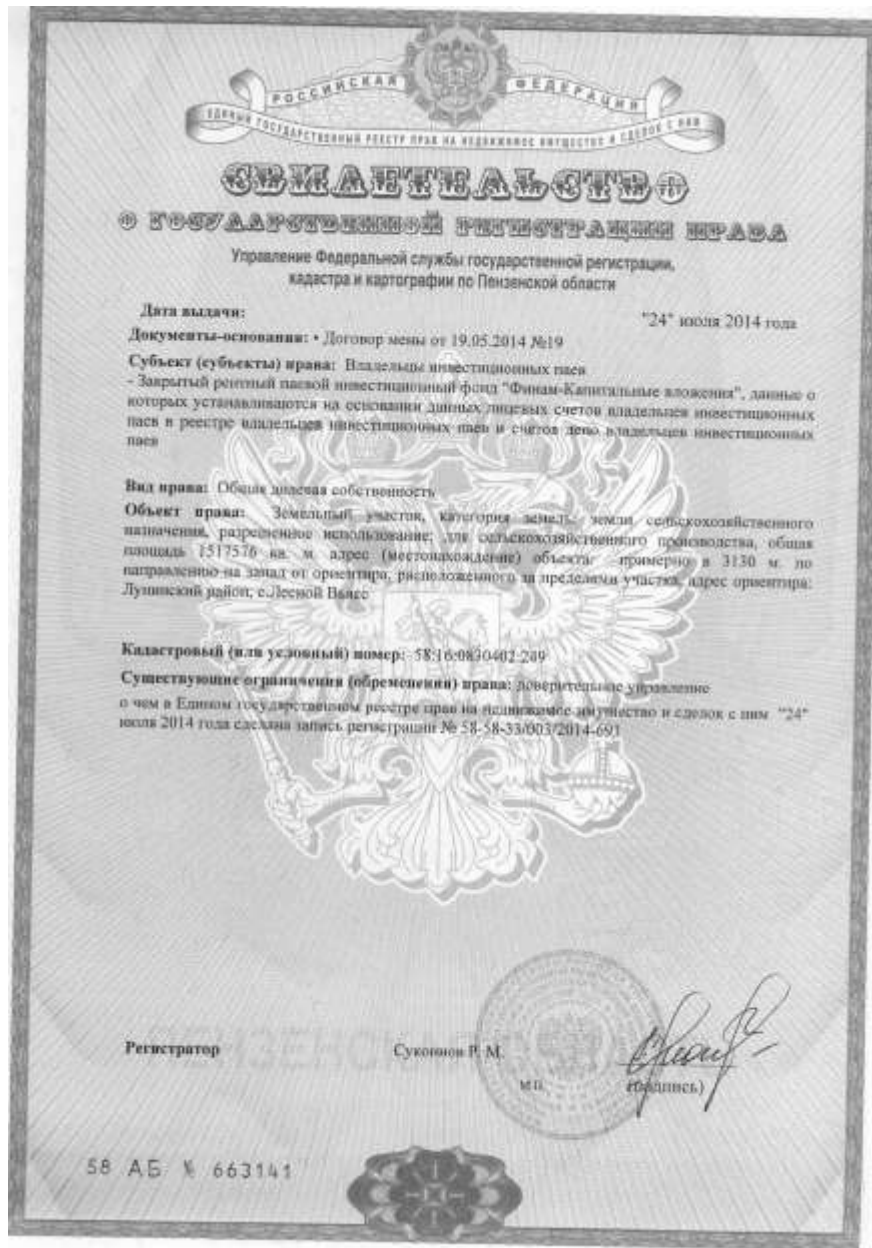 РОССИЙСКАЯ ФЕДЕРАЦИЯ
ЕДИНЫЙ ГОСУДАРСТВЕННЫЙ РЕЕСТР ПРАВ НА НЕДВИЖИМОЕ ИМУЩЕСТВО И СДЕЛОК С НИМ
СВИДЕТЕЛЬСТВО
О ГОСУДАРСТВЕННОЙ РЕГИСТРАЦИИ ПРАВА
Управление Федеральной службы государственной регистрации,
кадастра и картографии по Пензенской области
Дата выдачи: "24" июля 2014 года
Документы-основания: • Договор мены от 19.05.2014 №19
Субъект (субъекты) права: Владельцы инвестиционных паев
- Закрытый рентный паевой инвестиционный фонд "Финам-Капитальные вложения", данные о
которых устанавливаются на основании данных лицевых счетов владельцев инвестиционных
паев в реестре владельцев инвестиционных паев и счетов депо владельцев инвестиционных
паев
Вид права: Общая долевая собственность
Объект права: Земельный участок, категория земель: земли сельскохозяйственного
назначения, разрешенное использование: для сельскохозяйственного производства, общая
площадь 1517576 кв. м, адрес (местонахождение) объекта: примерно в 3130 м. по
направлению на запад от ориентира, расположенного за пределами участка, адрес ориентира:
Лунинский район, с.Лесной Вьяс
Кадастровый (или условный) номер: 58:16:0830402:249
Существующие ограничения (обременения) права: доверительное управление
о чем в Едином государственном реестре прав на недвижимое имущество и сделок с ним "24"
июля 2014 года сделана запись регистрации № 58-58-33/003/2014-691
Регистратор Р. М.
М.П. (подпись)
ПЕНЗЕНСКАЯ
58 АБ № 663141